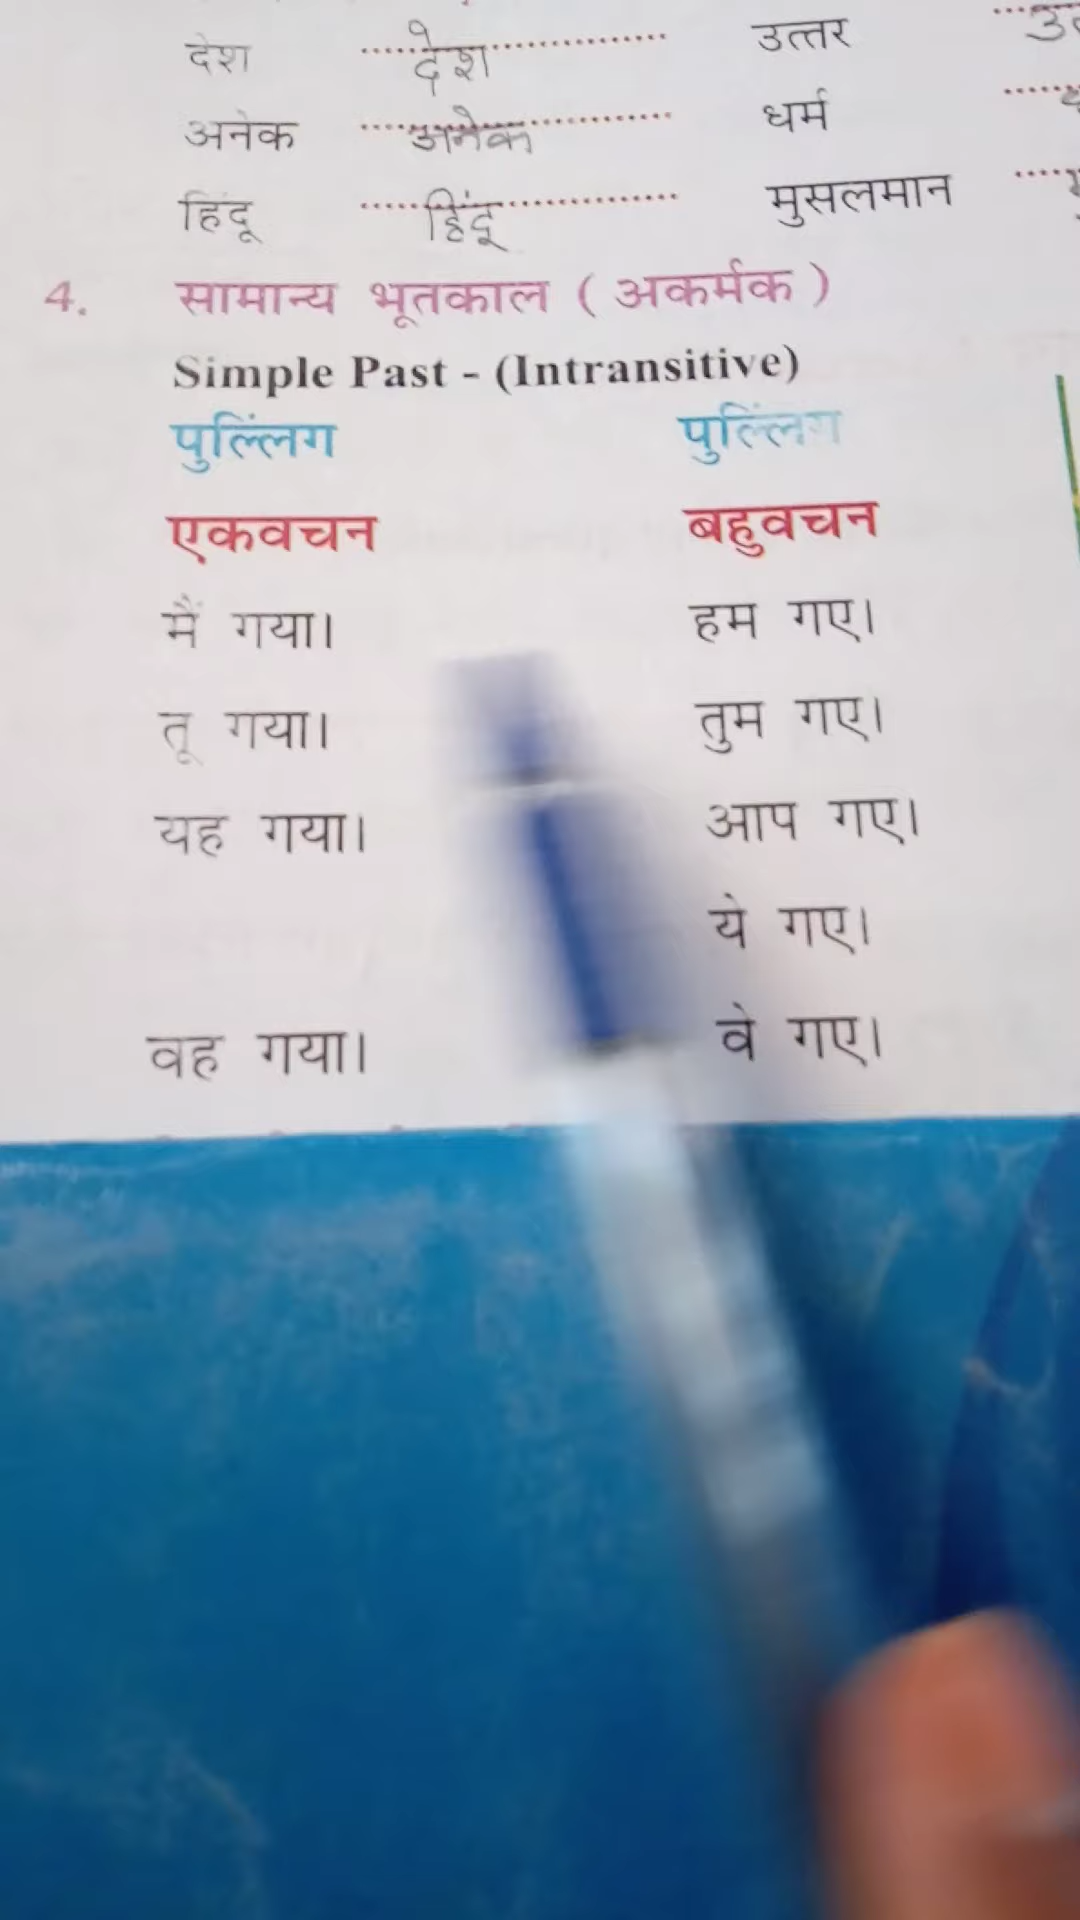 देश देश उत्तर
अनेक अनेक धर्म
हिंदू हिंदू मुसलमान
4. सामान्य भूतकाल ( अकर्मक )
Simple Past - (Intransitive)
पुल्लिंग पुल्लिंग
एकवचन बहुवचन
मैं गया। हम गए।
तू गया। तुम गए।
यह गया। आप गए।
ये गए।
वह गया। वे गए।